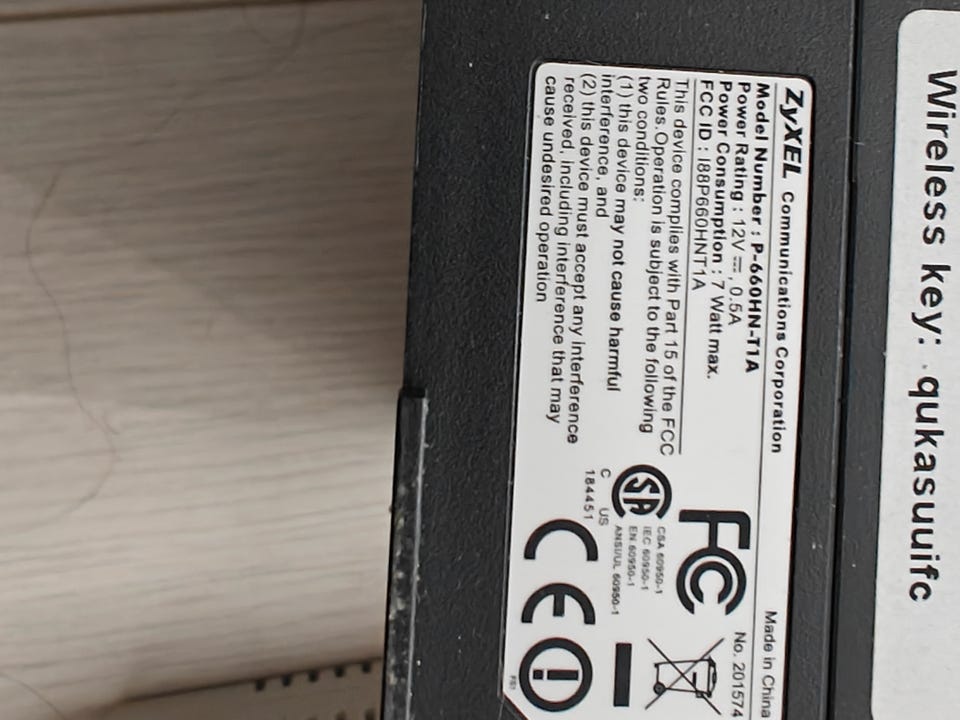 ZyXEL Communications Corporation
Model Number : P-660HN-T1A
Power Rating : 12V ⎓, 0.5A
Power Consumption : 7 Watt max.
FCC ID : I88P660HNT1A
This device complies with Part 15 of the FCC
Rules.Operation is subject to the following
two conditions:
(1) this device may not cause harmful
interference, and
(2) this device must accept any interference
received, including interference that may
cause undesired operation
Made in China
No. 201574
FCC
CSA 60950-1
IEC 60950-1
EN 60950-1
ANSI/UL 60950-1
SA
C US
184451
CE
FS1
Wireless key: qukasuuifc